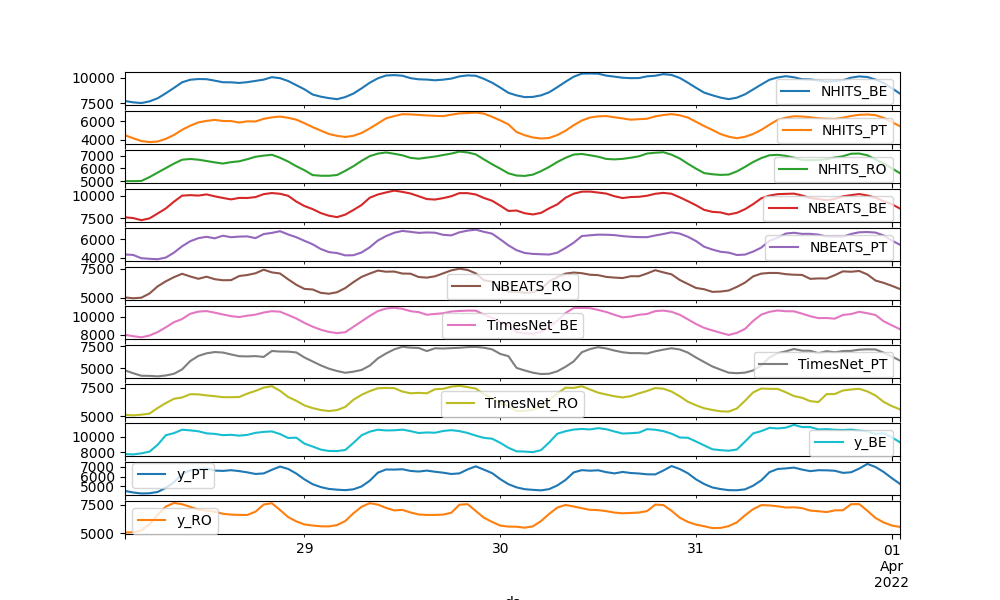 10000
7500
NHITS_BE
6000
4000
NHITS_PT
7000
6000
5000
NHITS_RO
10000
7500
NBEATS_BE
6000
4000
NBEATS_PT
7500
5000
NBEATS_RO
10000
8000
TimesNet_BE
7500
5000
TimesNet_PT
7500
5000
TimesNet_RO
10000
8000
y_BE
7000
6000
5000
y_PT
7500
5000
y_RO
29 30 31 01
Apr
2022